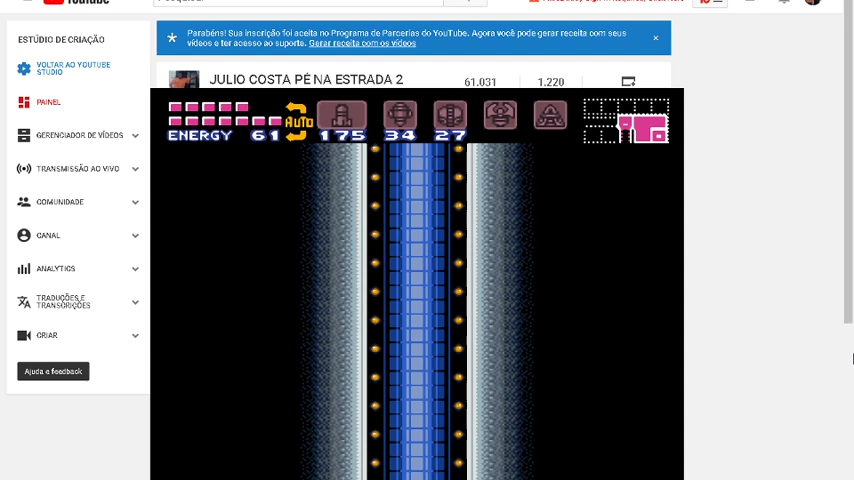 ESTÚDIO DE CRIAÇÃO
VOLTAR AO YOUTUBE
STUDIO
PAINEL
GERENCIADOR DE VÍDEOS
TRANSMISSÃO AO VIVO
COMUNIDADE
CANAL
ANALYTICS
TRADUÇÕES E
TRANSCRIÇÕES
CRIAR
Ajuda e feedback
Parabéns! Sua inscrição foi aceita no Programa de Parcerias do YouTube. Agora você pode gerar receita com seus
vídeos e ter acesso ao suporte. Gerar receita com os vídeos
×
JULIO COSTA PÉ NA ESTRADA 2
61.031
1.220
AUTO
ENERGY 61
175
34
27